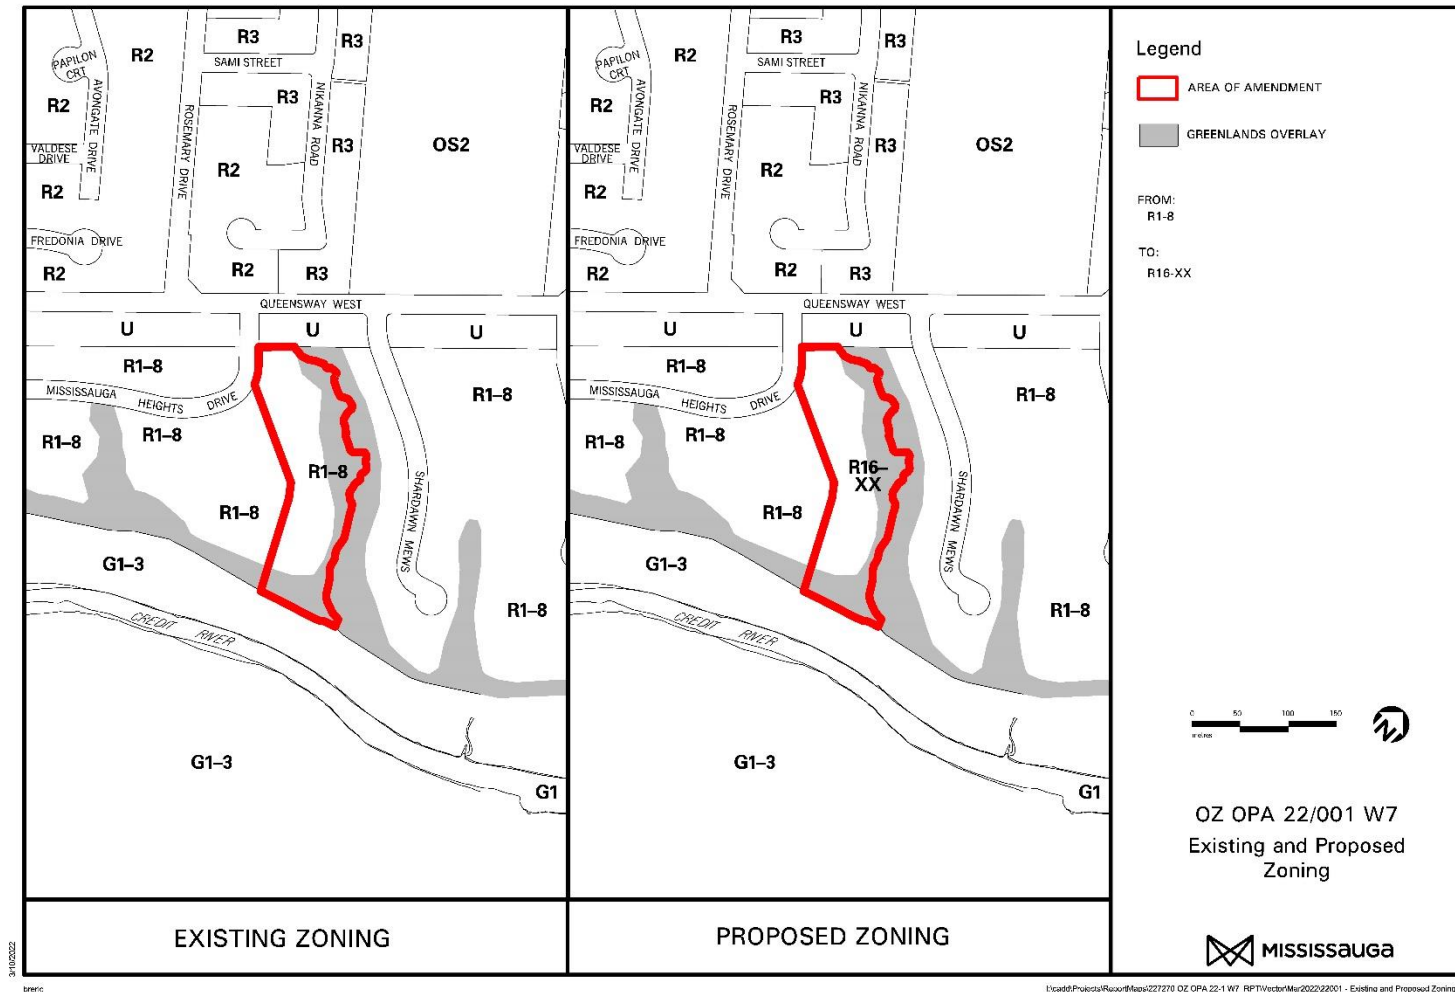 R3
R3
R2
PAPILON
CRT
SAMI STREET
AVONGATE DRIVE
R2
R3
ROSEMARY DRIVE
NIKANNA ROAD
R3
OS2
VALDESE
DRIVE
R2
R2
FREDONIA DRIVE
R2
R2
R3
QUEENSWAY WEST
U
U
U
R1-8
MISSISSAUGA HEIGHTS DRIVE
R1-8
R1-8
R1-8
R1-8
R1-8
SHARDAWN MEWS
G1-3
R1-8
CREDIT RIVER
G1-3
G1
EXISTING ZONING
R3
R3
R2
PAPILON
CRT
SAMI STREET
AVONGATE DRIVE
R2
R3
ROSEMARY DRIVE
NIKANNA ROAD
R3
OS2
VALDESE
DRIVE
R2
R2
FREDONIA DRIVE
R2
R2
R3
QUEENSWAY WEST
U
U
U
R1-8
MISSISSAUGA HEIGHTS DRIVE
R1-8
R1-8
R1-8
R16-
XX
R1-8
SHARDAWN MEWS
G1-3
R1-8
CREDIT RIVER
G1-3
G1
PROPOSED ZONING
Legend
AREA OF AMENDMENT
GREENLANDS OVERLAY
FROM:
R1-8
TO:
R16-XX
0 50 100 150
metres
N
OZ OPA 22/001 W7
Existing and Proposed
Zoning
MISSISSAUGA
3/10/2022